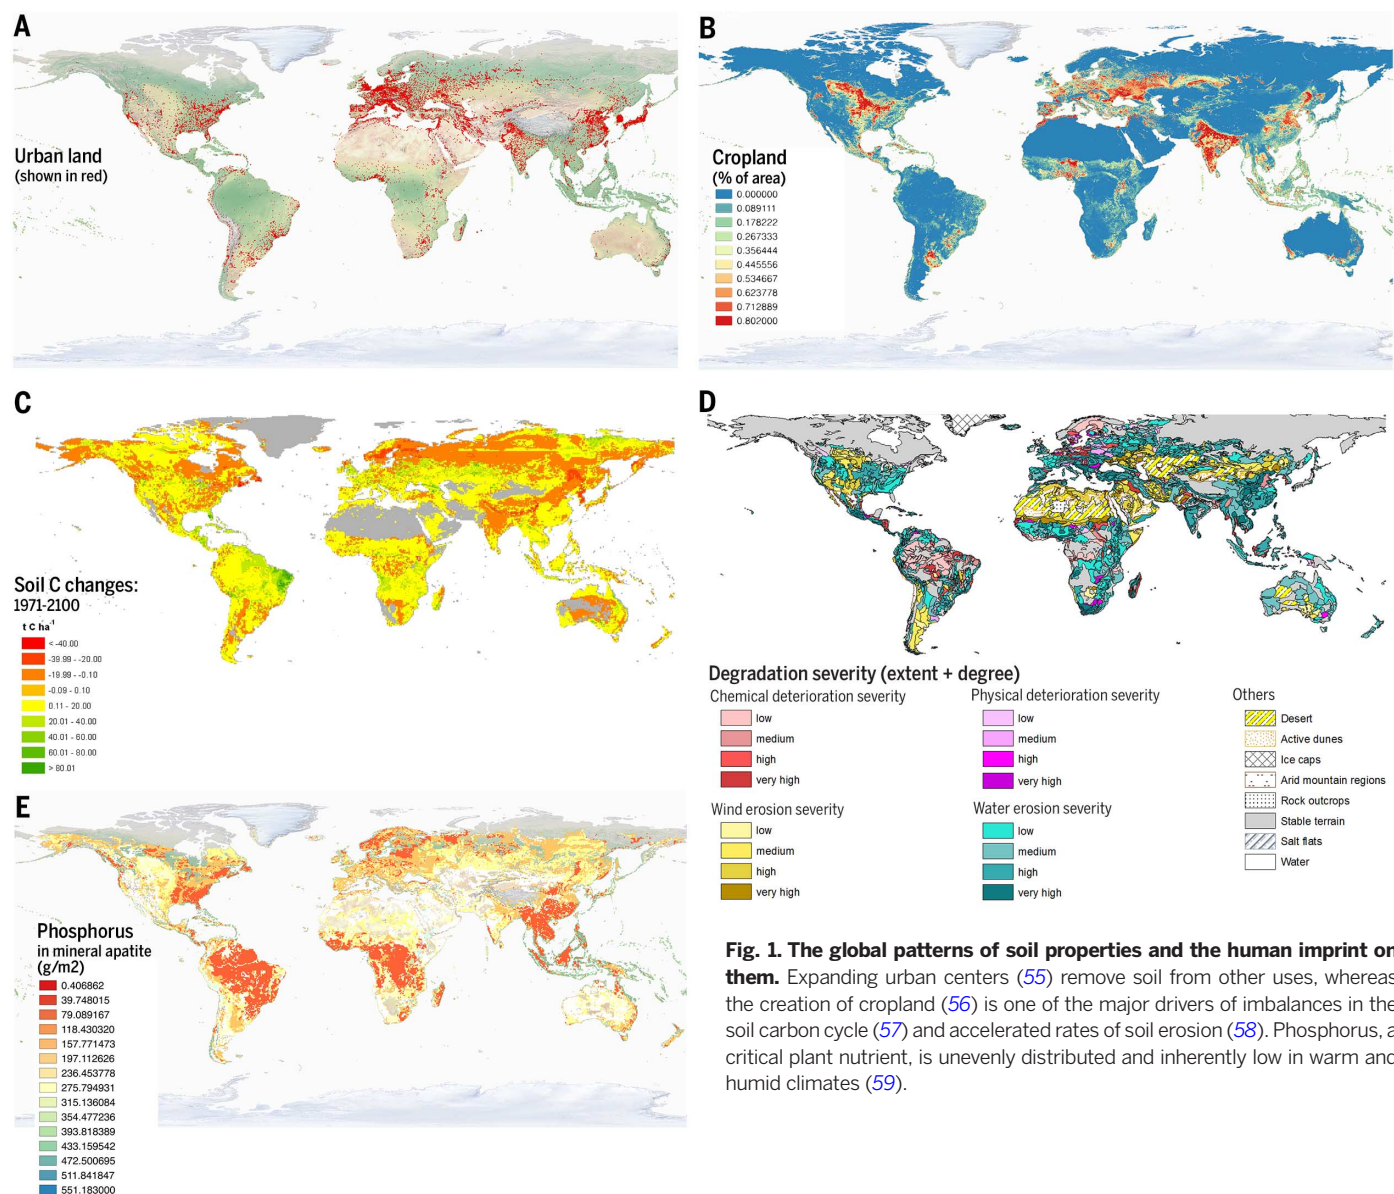 A
Urban land
(shown in red)
B
Cropland
(% of area)
0.000000
0.089111
0.178222
0.267333
0.356444
0.445556
0.534667
0.623778
0.712889
0.802000
C
Soil C changes:
1971-2100
t C ha⁻¹
< -40.00
-39.99 - -20.00
-19.99 - -0.10
-0.09 - 0.10
0.11 - 20.00
20.01 - 40.00
40.01 - 60.00
60.01 - 80.00
> 80.01
D
Degradation severity (extent + degree)
Chemical deterioration severity
low
medium
high
very high
Physical deterioration severity
low
medium
high
very high
Others
Desert
Active dunes
Ice caps
Arid mountain regions
Rock outcrops
Stable terrain
Salt flats
Water
Wind erosion severity
low
medium
high
very high
Water erosion severity
low
medium
high
very high
E
Phosphorus
in mineral apatite
(g/m2)
0.406862
39.748015
79.089167
118.430320
157.771473
197.112626
236.453778
275.794931
315.136084
354.477236
393.818389
433.159542
472.500695
511.841847
551.183000
Fig. 1. The global patterns of soil properties and the human imprint on
them. Expanding urban centers (55) remove soil from other uses, whereas
the creation of cropland (56) is one of the major drivers of imbalances in the
soil carbon cycle (57) and accelerated rates of soil erosion (58). Phosphorus, a
critical plant nutrient, is unevenly distributed and inherently low in warm and
humid climates (59).